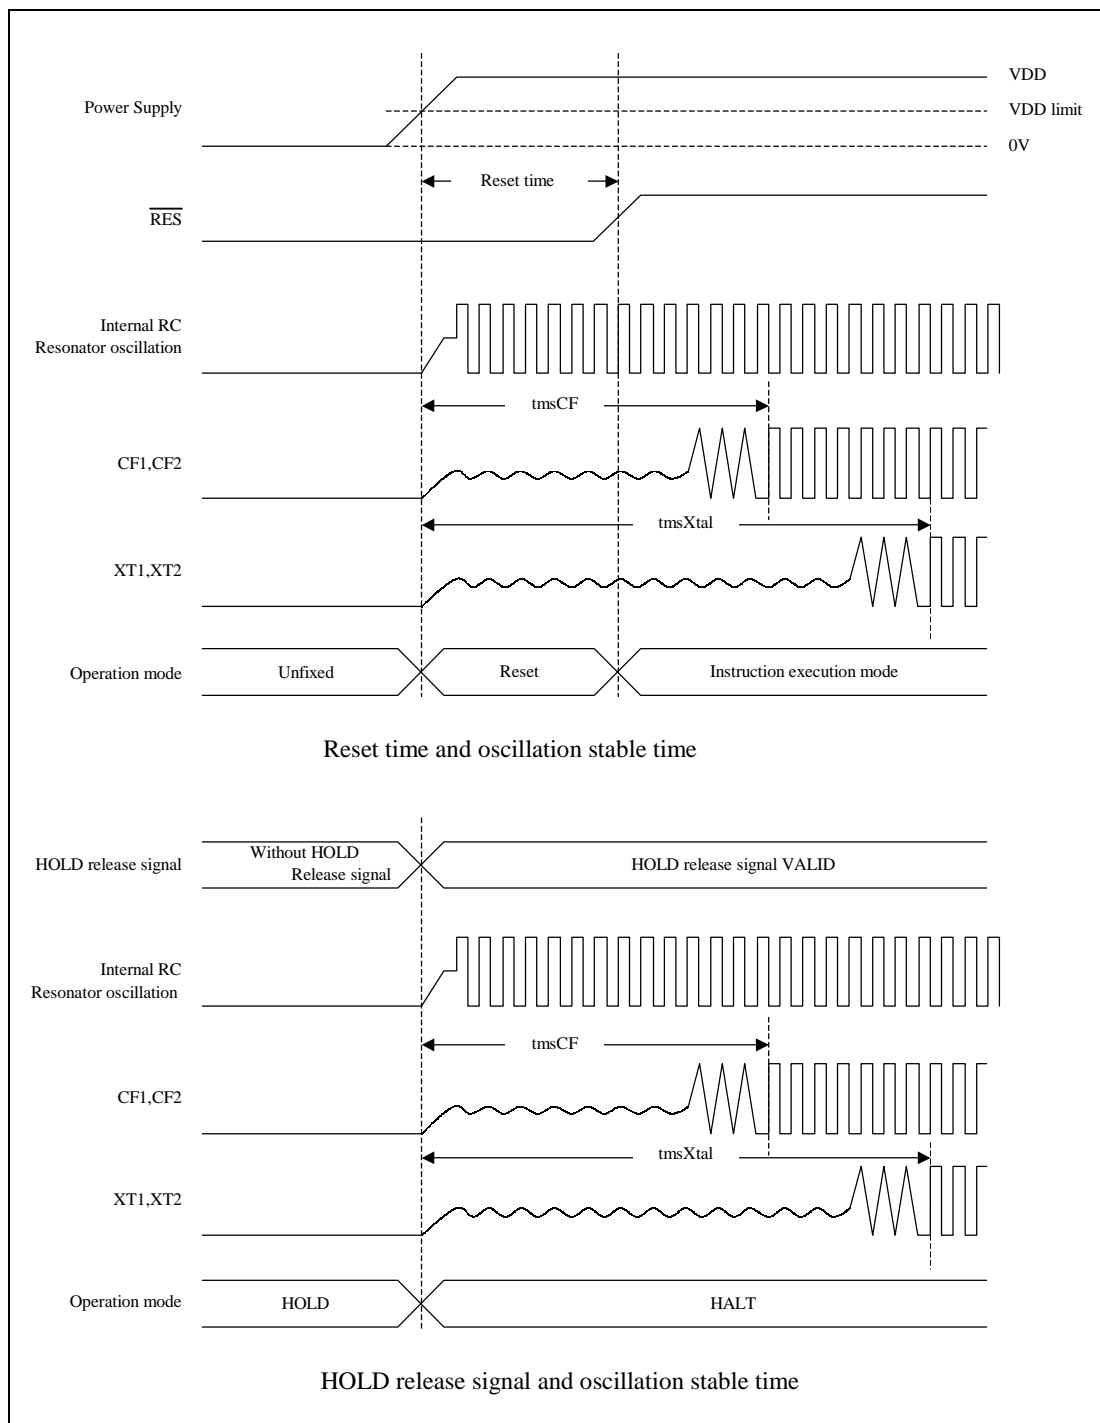 VDD
Power Supply
VDD limit
0V
Reset time
RES
Internal RC
Resonator oscillation
tmsCF
CF1,CF2
tmsXtal
XT1,XT2
Operation mode
Unfixed
Reset
Instruction execution mode
Reset time and oscillation stable time
HOLD release signal
Without HOLD
Release signal
HOLD release signal VALID
Internal RC
Resonator oscillation
tmsCF
CF1,CF2
tmsXtal
XT1,XT2
Operation mode
HOLD
HALT
HOLD release signal and oscillation stable time